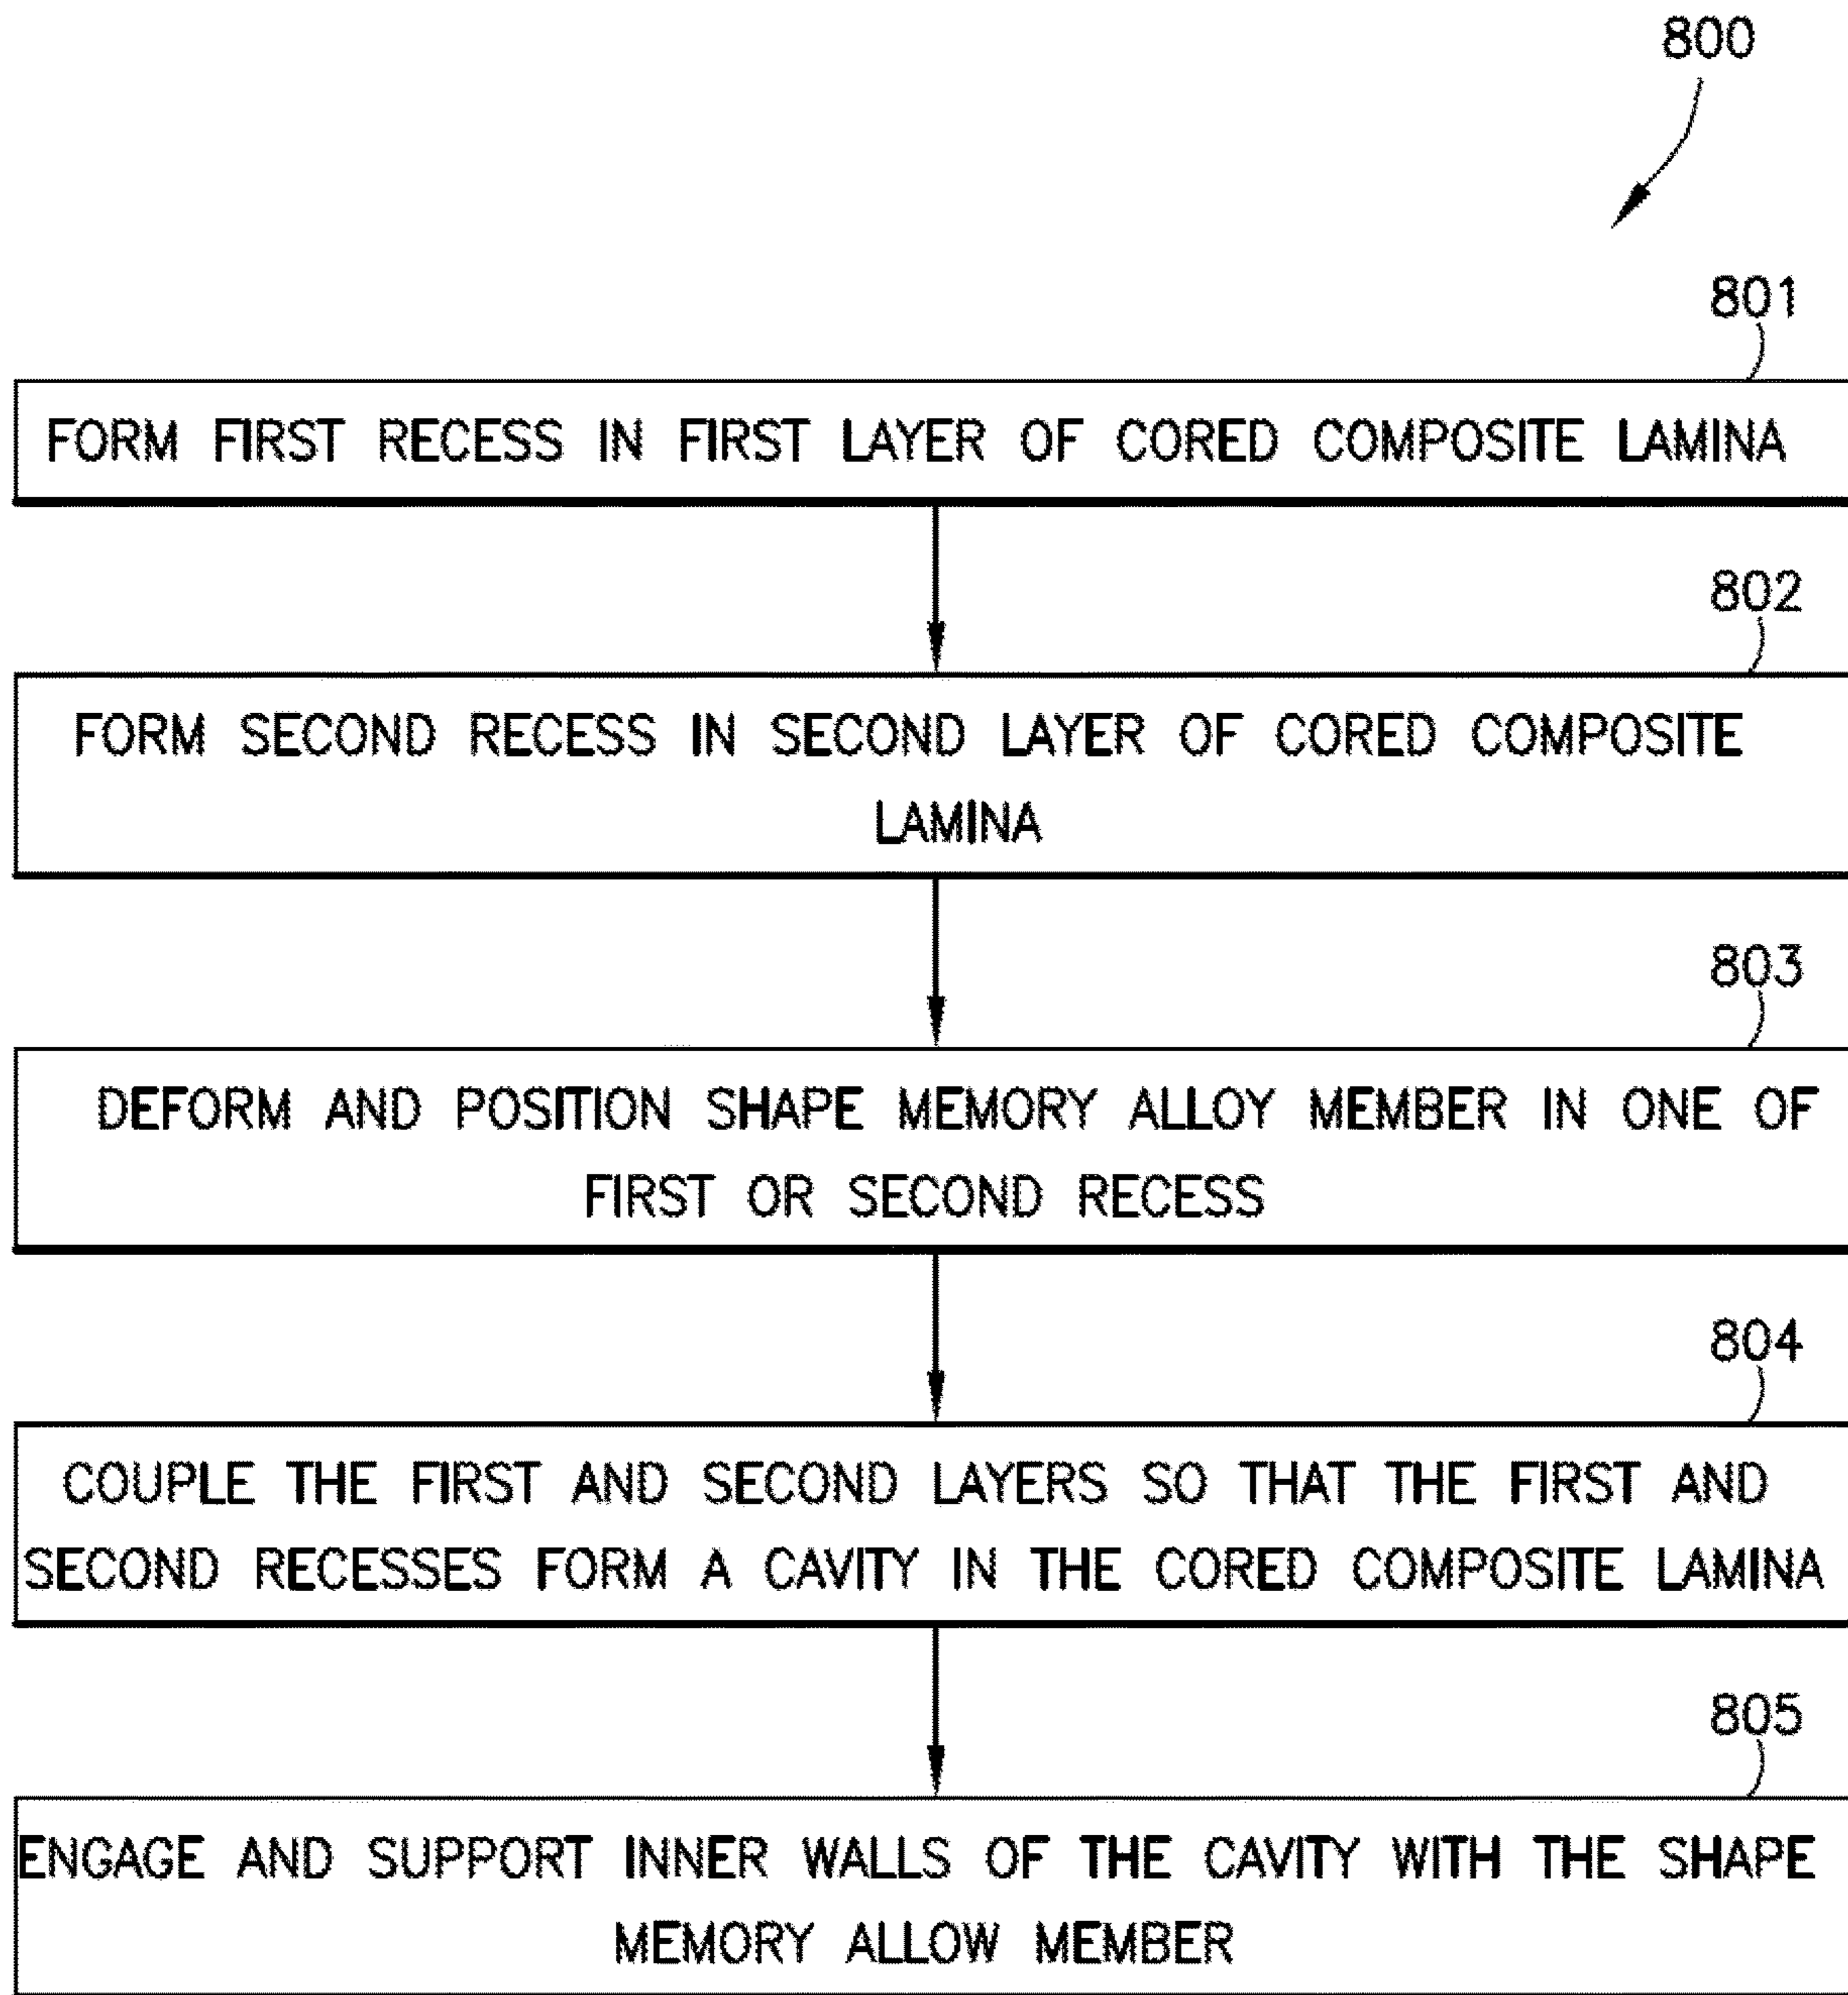 800
801
FORM FIRST RECESS IN FIRST LAYER OF CORED COMPOSITE LAMINA
802
FORM SECOND RECESS IN SECOND LAYER OF CORED COMPOSITE
LAMINA
803
DEFORM AND POSITION SHAPE MEMORY ALLOY MEMBER IN ONE OF
FIRST OR SECOND RECESS
804
COUPLE THE FIRST AND SECOND LAYERS SO THAT THE FIRST AND
SECOND RECESSES FORM A CAVITY IN THE CORED COMPOSITE LAMINA
805
ENGAGE AND SUPPORT INNER WALLS OF THE CAVITY WITH THE SHAPE
MEMORY ALLOW MEMBER